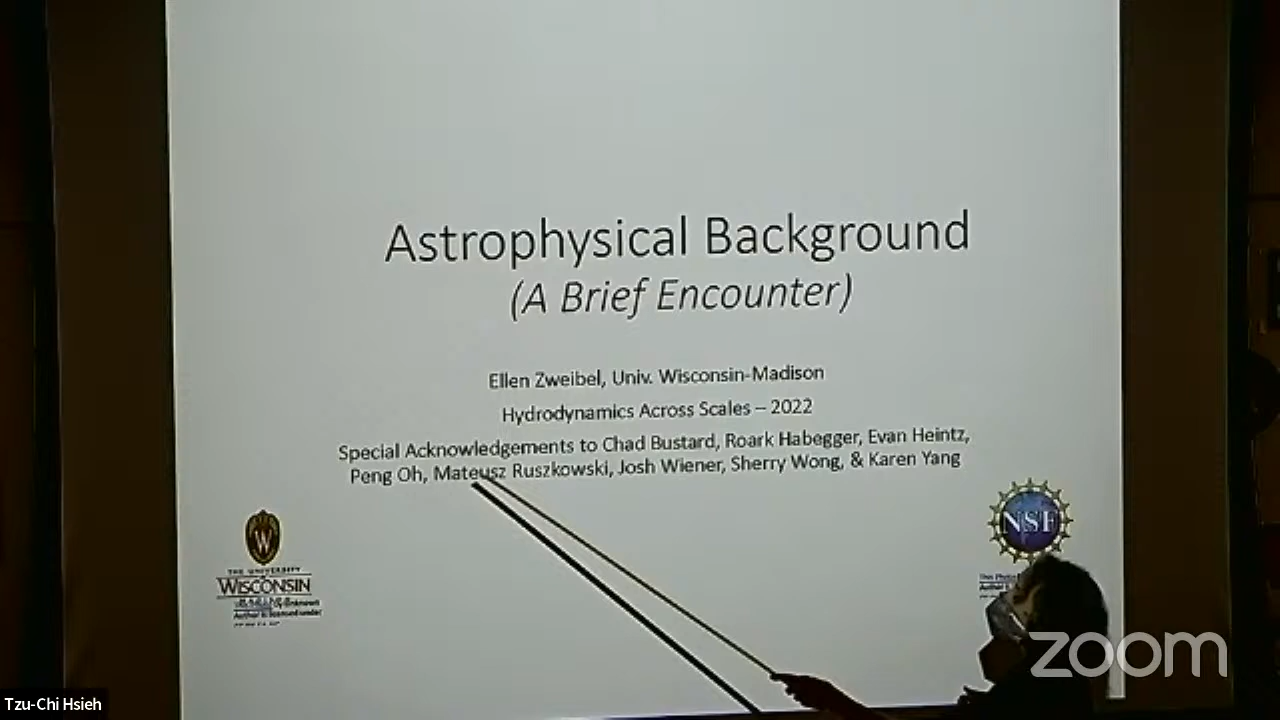 Astrophysical Background
(A Brief Encounter)
Ellen Zweibel, Univ. Wisconsin-Madison
Hydrodynamics Across Scales – 2022
Special Acknowledgements to Chad Bustard, Roark Habegger, Evan Heintz,
Peng Oh, Mateusz Ruszkowski, Josh Wiener, Sherry Wong, & Karen Yang
NSF
W
THE UNIVERSITY
WISCONSIN
zoom
Tzu-Chi Hsieh